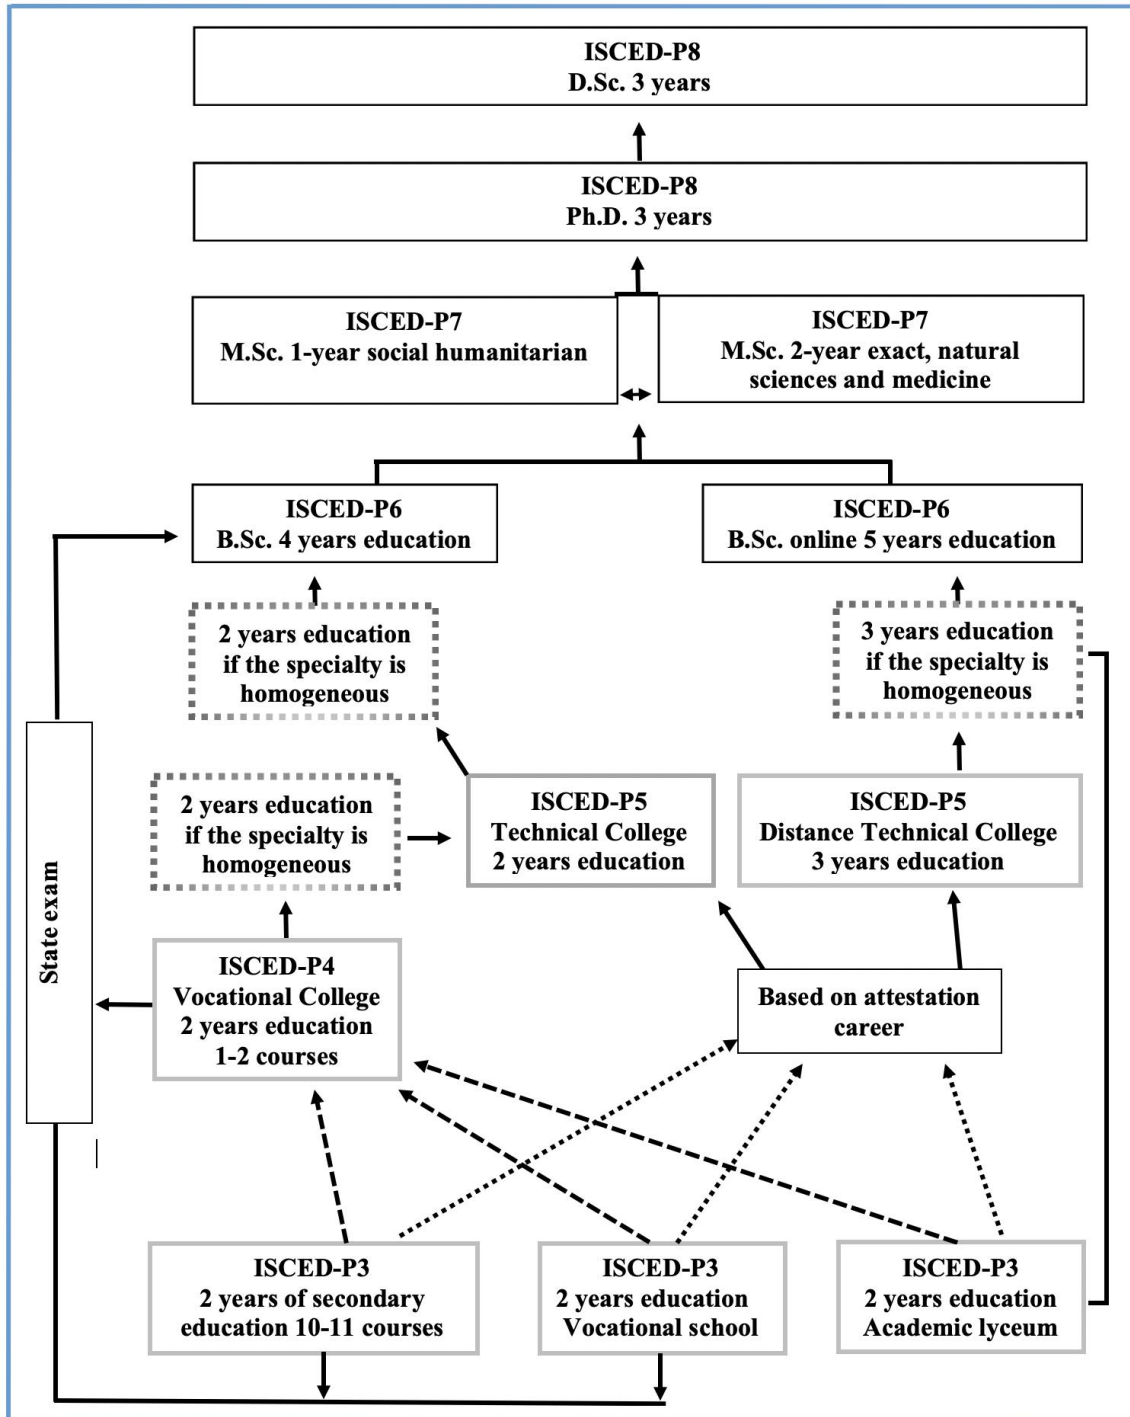 ISCED-P8
D.Sc. 3 years
ISCED-P8
Ph.D. 3 years
ISCED-P7
M.Sc. 1-year social humanitarian
ISCED-P7
M.Sc. 2-year exact, natural
sciences and medicine
ISCED-P6
B.Sc. 4 years education
ISCED-P6
B.Sc. online 5 years education
2 years education
if the specialty is
homogeneous
3 years education
if the specialty is
homogeneous
2 years education
if the specialty is
homogeneous
ISCED-P5
Technical College
2 years education
ISCED-P5
Distance Technical College
3 years education
State exam
ISCED-P4
Vocational College
2 years education
1-2 courses
Based on attestation
career
ISCED-P3
2 years of secondary
education 10-11 courses
ISCED-P3
2 years education
Vocational school
ISCED-P3
2 years education
Academic lyceum